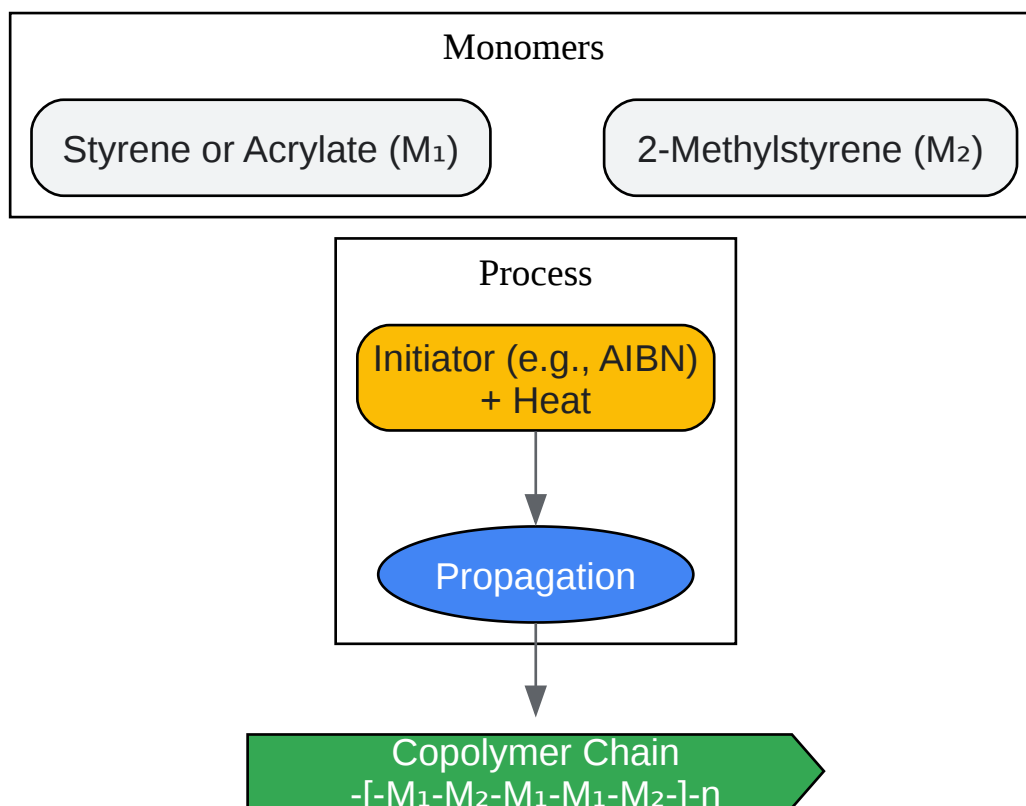 Monomers
Styrene or Acrylate (M₁)
2-Methylstyrene (M₂)
Process
Initiator (e.g., AIBN)
+ Heat
Propagation
Copolymer Chain
-[-M₁-M₂-M₁-M₁-M₂-]-n